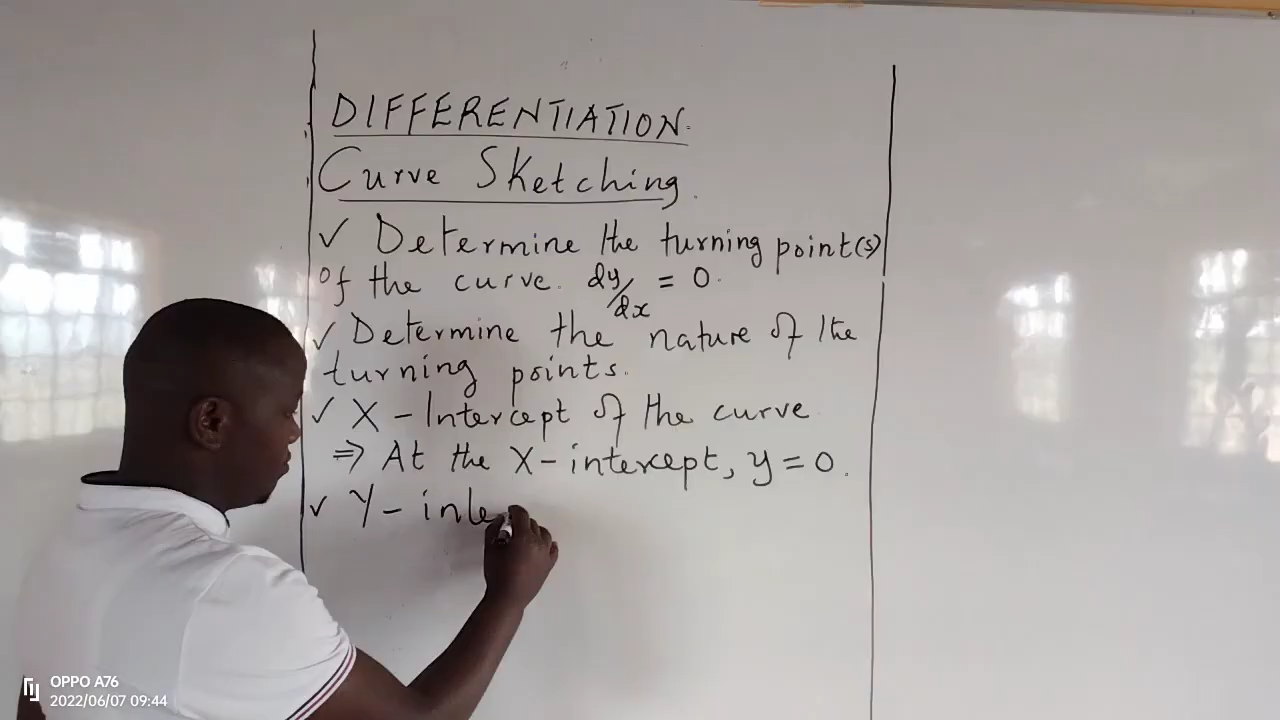 DIFFERENTIATION.
Curve Sketching.
✓ Determine the turning point(s)
of the curve. dy/dx = 0.
✓ Determine the nature of the
turning points.
✓ X-Intercept of the curve
⇒ At the X-intercept, y = 0.
✓ Y-inte
OPPO A76
2022/06/07 09:44